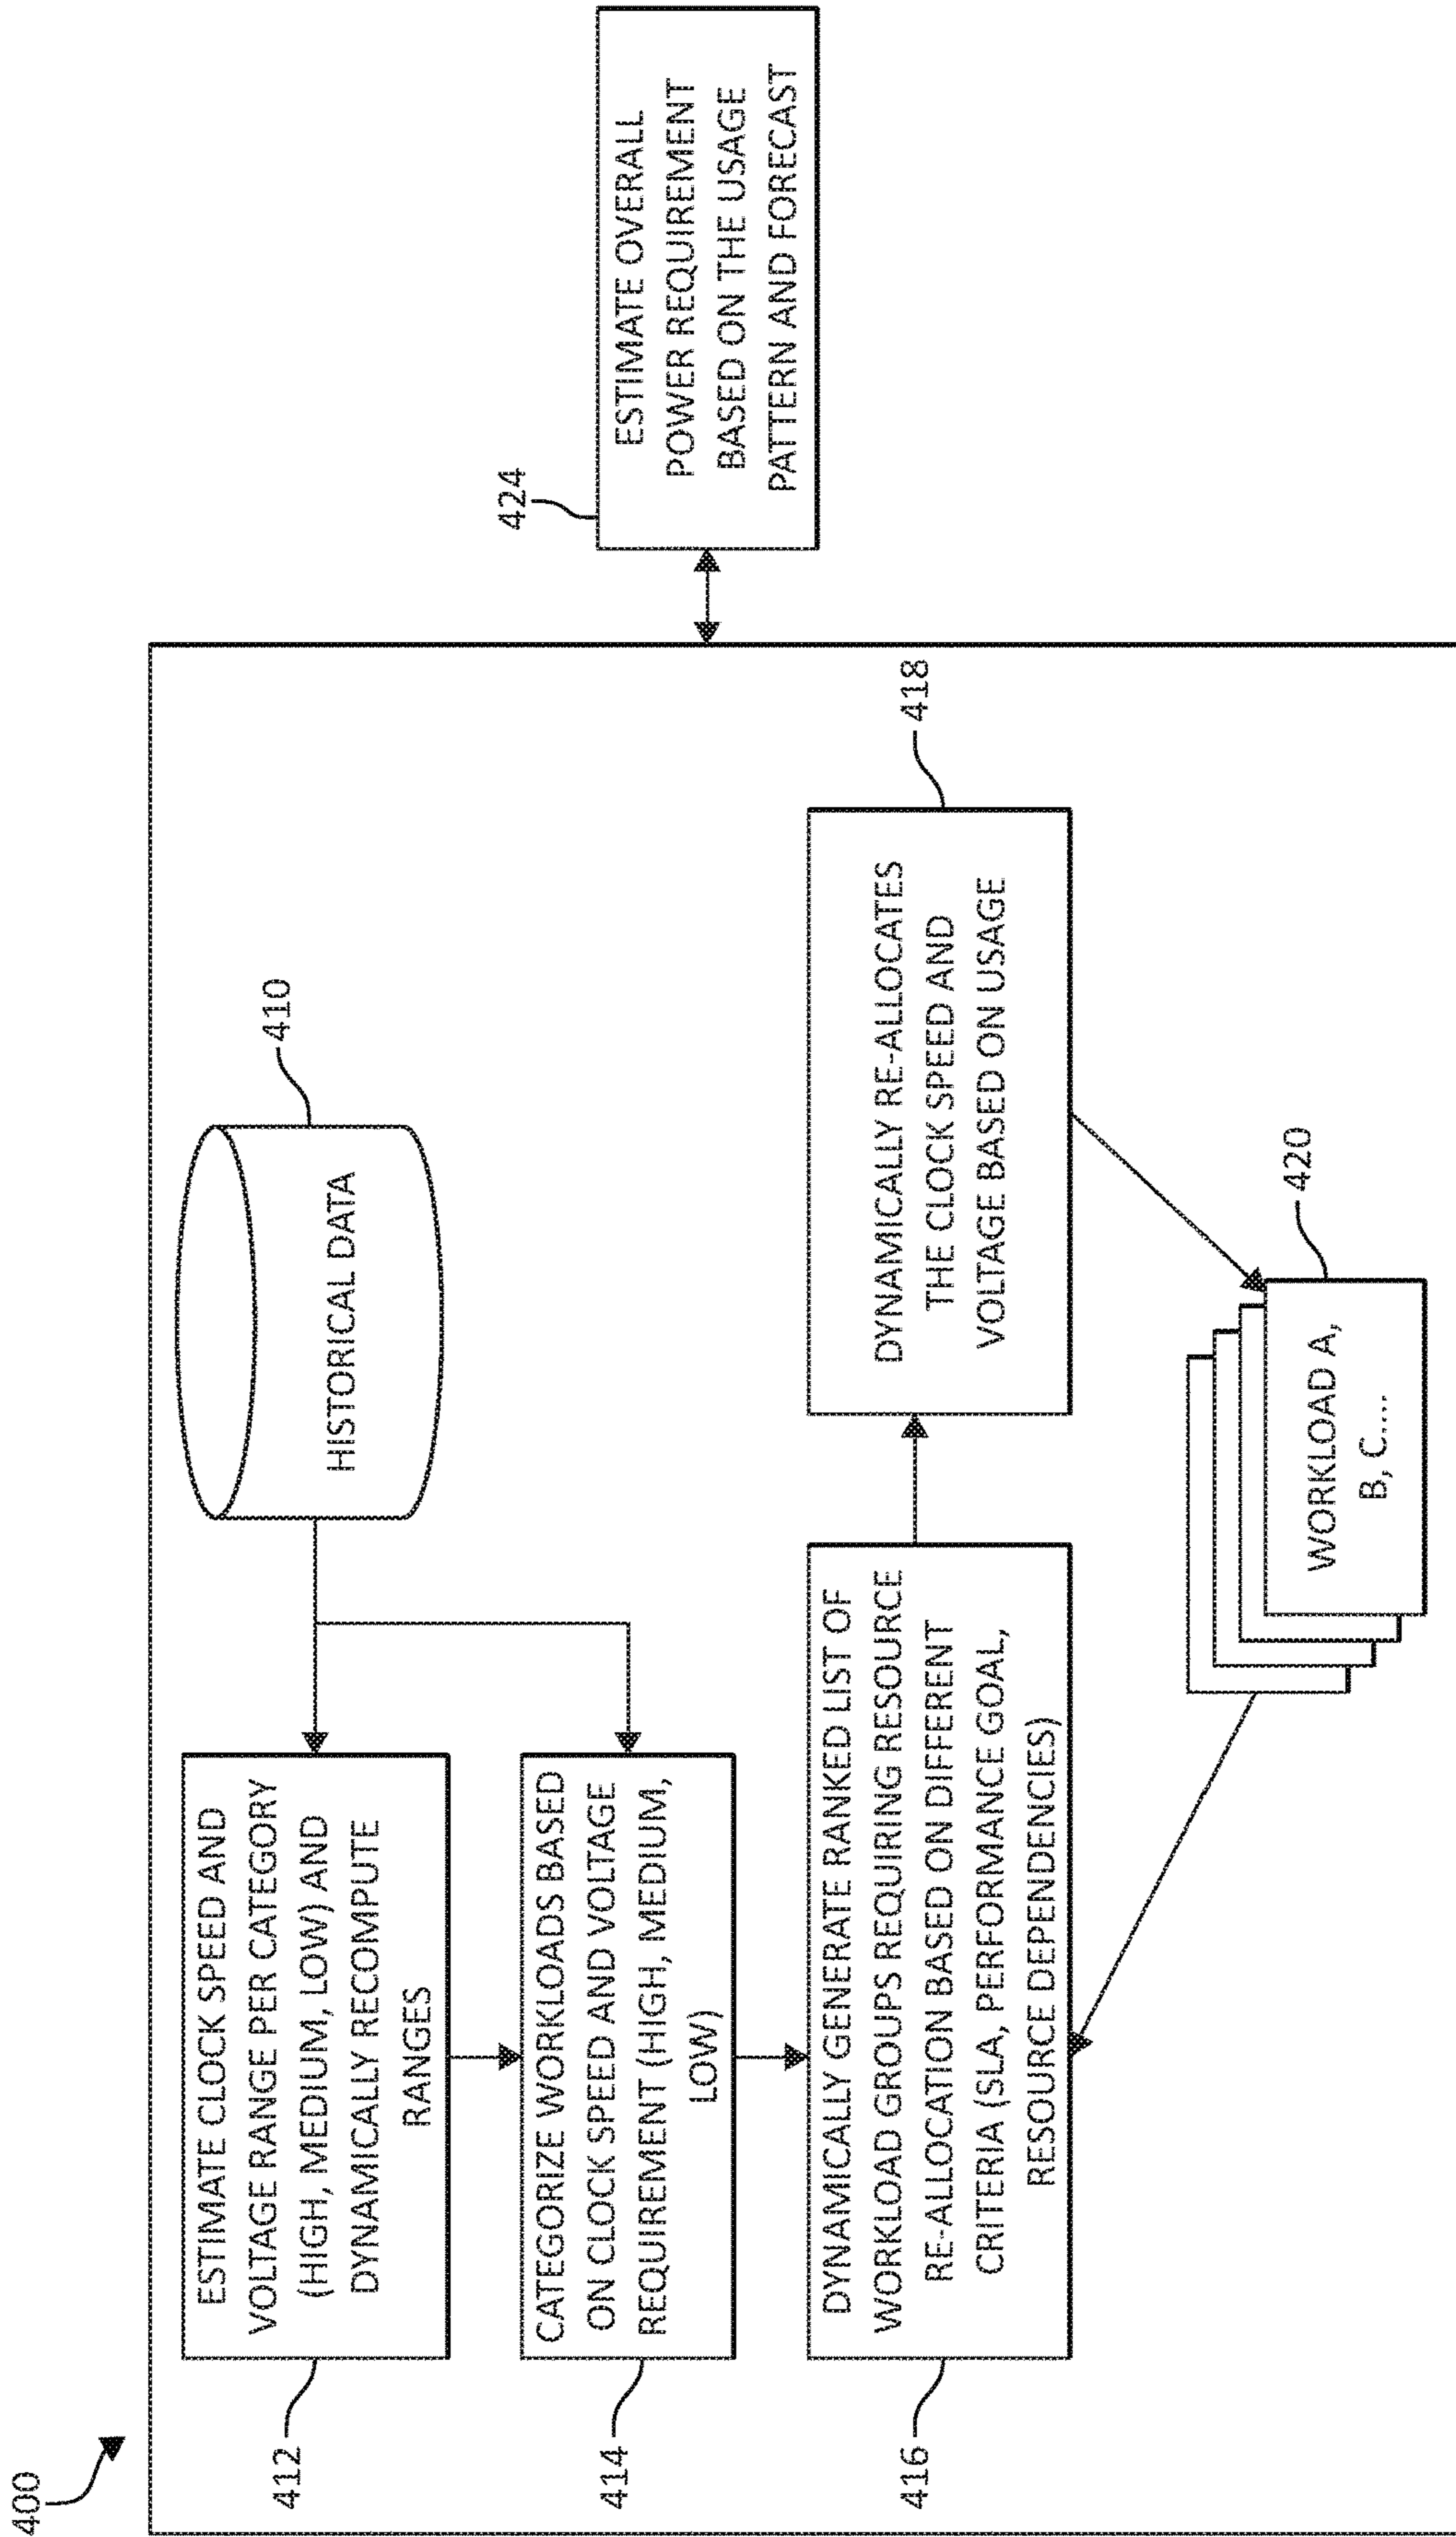 400
412
ESTIMATE CLOCK SPEED AND
VOLTAGE RANGE PER CATEGORY
(HIGH, MEDIUM, LOW) AND
DYNAMICALLY RECOMPUTE
RANGES
HISTORICAL DATA
410
414
CATEGORIZE WORKLOADS BASED
ON CLOCK SPEED AND VOLTAGE
REQUIREMENT (HIGH, MEDIUM,
LOW)
416
DYNAMICALLY GENERATE RANKED LIST OF
WORKLOAD GROUPS REQUIRING RESOURCE
RE-ALLOCATION BASED ON DIFFERENT
CRITERIA (SLA, PERFORMANCE GOAL,
RESOURCE DEPENDENCIES)
DYNAMICALLY RE-ALLOCATES
THE CLOCK SPEED AND
VOLTAGE BASED ON USAGE
418
WORKLOAD A,
B, C....
420
424
ESTIMATE OVERALL
POWER REQUIREMENT
BASED ON THE USAGE
PATTERN AND FORECAST